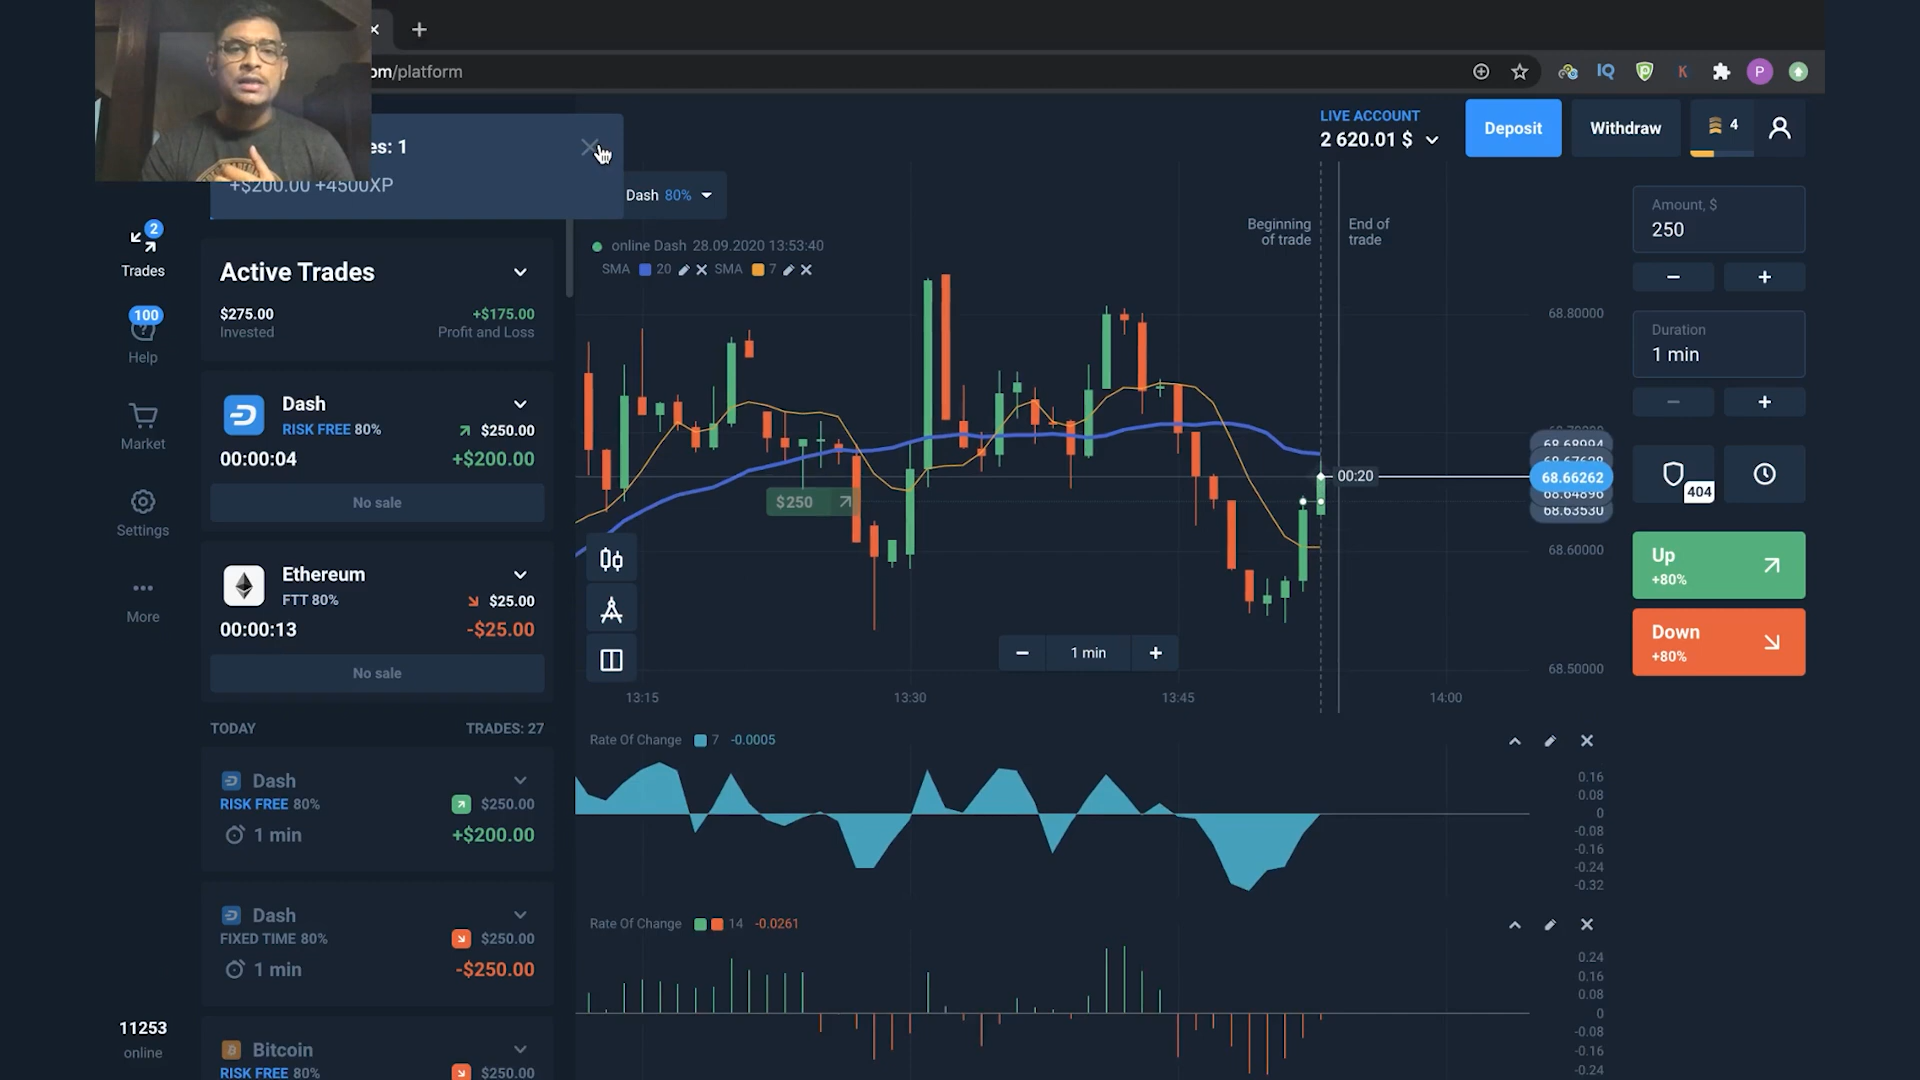 om/platform
IQ
K
P
es: 1
+$200.00 +4500XP
LIVE ACCOUNT
2 620.01 $
Deposit
Withdraw
4
Dash 80%
2
Trades
100
Help
Market
Settings
More
11253
online
Active Trades
$275.00 +$175.00
Invested Profit and Loss
Dash
RISK FREE 80% $250.00
00:00:04 +$200.00
No sale
Ethereum
FTT 80% $25.00
00:00:13 -$25.00
No sale
TODAY TRADES: 27
Dash
RISK FREE 80% $250.00
1 min +$200.00
Dash
FIXED TIME 80% $250.00
1 min -$250.00
Bitcoin
RISK FREE 80% $250.00
online Dash 28.09.2020 13:53:40
SMA 20 SMA 7
Beginning
of trade
End of
trade
$250
00:20
68.80000
68.68994
68.66262
68.64896
68.63530
68.60000
68.50000
1 min
13:15 13:30 13:45 14:00
Rate Of Change 7 -0.0005
0.16
0.08
0
-0.08
-0.16
-0.24
-0.32
Rate Of Change 14 -0.0261
0.24
0.16
0.08
0
-0.08
-0.16
-0.24
Amount, $
250
Duration
1 min
404
Up
+80%
Down
+80%